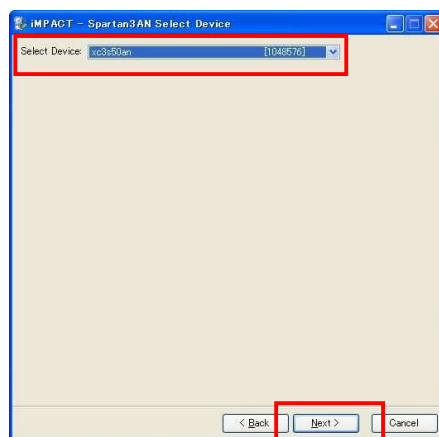 iMPACT - Spartan3AN Select Device
Select Device: xc3s50an [1048576]
< Back Next > Cancel